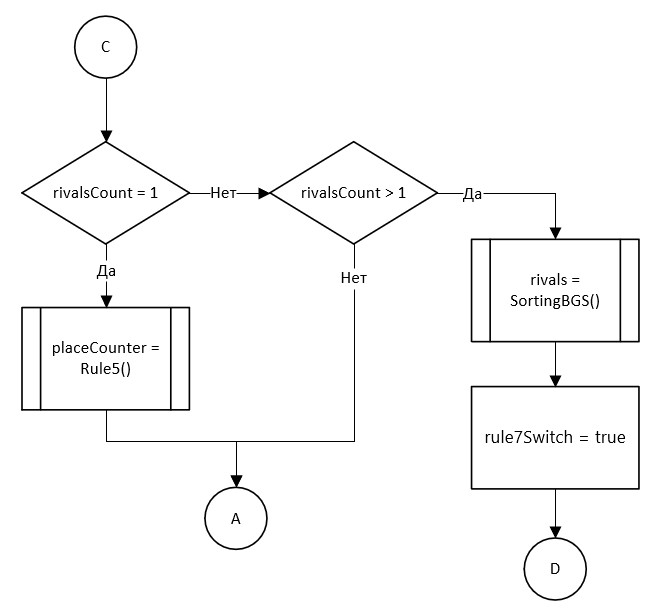 C
rivalsCount = 1
Нет
rivalsCount > 1
Да
Да
Нет
rivals =
SortingBGS()
placeCounter =
Rule5()
rule7Switch = true
A
D